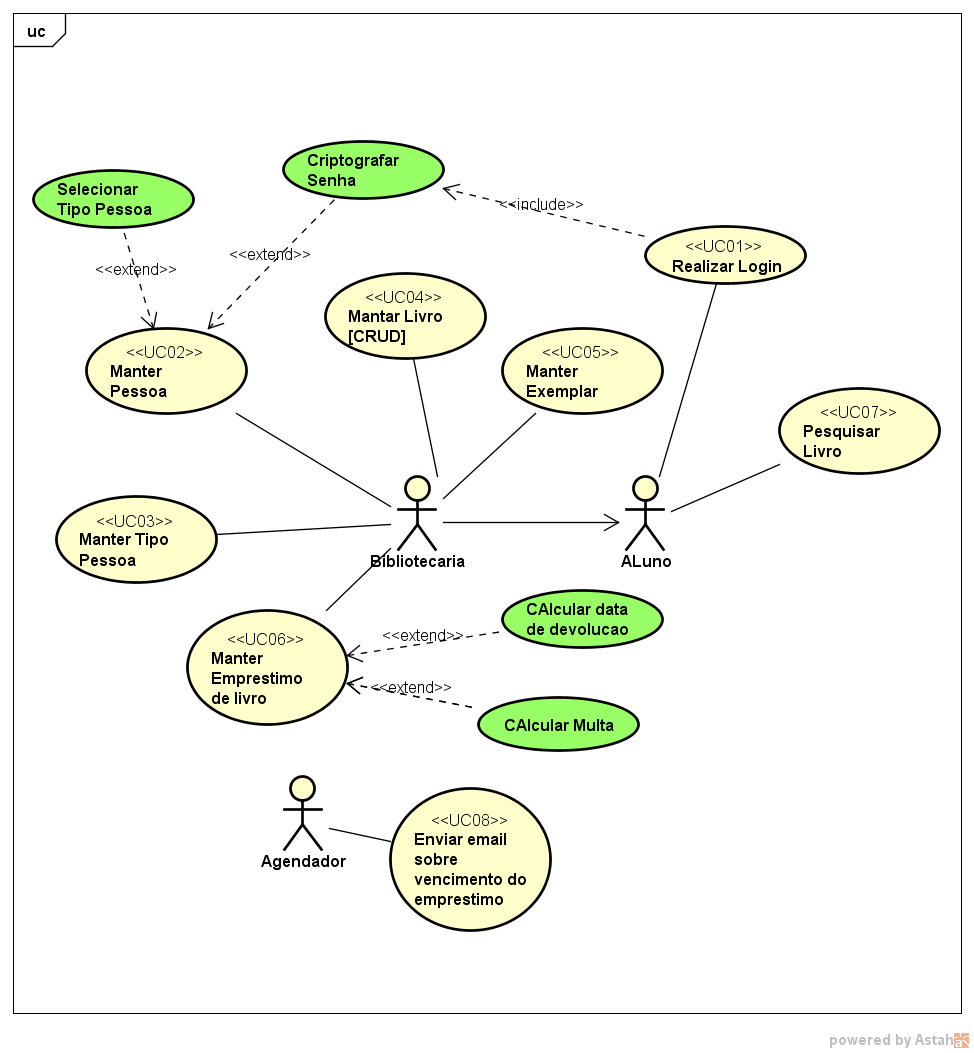 uc
Criptografar
Senha
Selecionar
Tipo Pessoa
<<include>>
<<UC01>>
Realizar Login
<<extend>>
<<extend>>
<<UC04>>
Mantar Livro
[CRUD]
<<UC02>>
Manter
Pessoa
<<UC05>>
Manter
Exemplar
<<UC07>>
Pesquisar
Livro
<<UC03>>
Manter Tipo
Pessoa
Bibliotecaria
ALuno
CAlcular data
de devolucao
<<extend>>
<<UC06>>
Manter
Emprestimo
de livro
<<extend>>
CAlcular Multa
Agendador
<<UC08>>
Enviar email
sobre
vencimento do
emprestimo
powered by Astah